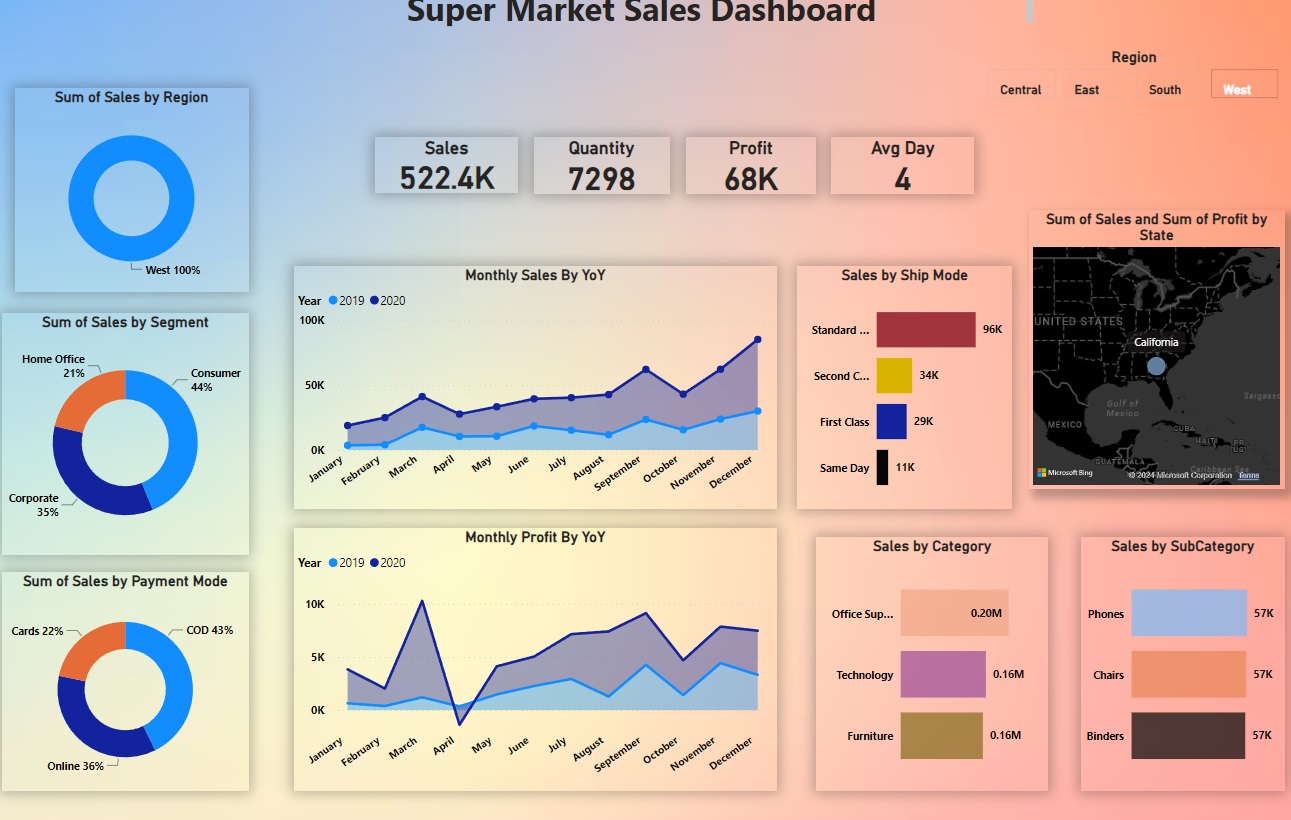 Super Market Sales Dashboard
Region
Central
East
South
West
Sum of Sales by Region
West 100%
Sales
522.4K
Quantity
7298
Profit
68K
Avg Day
4
Sum of Sales by Segment
Home Office
21%
Consumer
44%
Corporate
35%
Sum of Sales by Payment Mode
Cards 22%
COD 43%
Online 36%
Monthly Sales By YoY
Year 2019 2020
100K
50K
0K
January
February
March
April
May
June
July
August
September
October
November
December
Monthly Profit By YoY
Year 2019 2020
10K
5K
0K
January
February
March
April
May
June
July
August
September
October
November
December
Sales by Ship Mode
Standard ... 96K
Second C... 34K
First Class 29K
Same Day 11K
Sum of Sales and Sum of Profit by
State
UNITED STATES
California
Gulf of
Mexico
Sargasso
MEXICO
CUBA
HAITI
PR
US
GUATEMALA
Caribbean Sea
Microsoft Bing
© 2024 Microsoft Corporation Terms
Sales by Category
Office Sup... 0.20M
Technology 0.16M
Furniture 0.16M
Sales by SubCategory
Phones 57K
Chairs 57K
Binders 57K